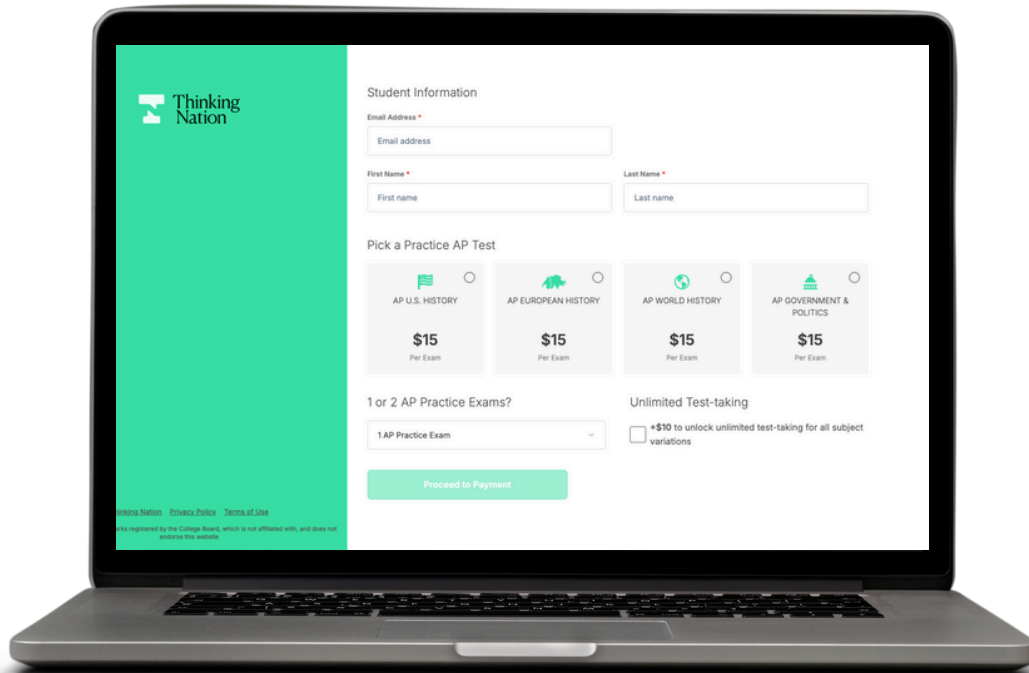 Thinking
Nation
Student Information
Email Address *
Email address
First Name *
Last Name *
First name
Last name
Pick a Practice AP Test
AP U.S. HISTORY
$15
Per Exam
AP EUROPEAN HISTORY
$15
Per Exam
AP WORLD HISTORY
$15
Per Exam
AP GOVERNMENT &
POLITICS
$15
Per Exam
1 or 2 AP Practice Exams?
1 AP Practice Exam
Unlimited Test-taking
+$10 to unlock unlimited test-taking for all subject
variations
Proceed to Payment
Nation Privacy Policy Terms of Use
registered by the College Board, which is not affiliated with, and does not
endorse this website